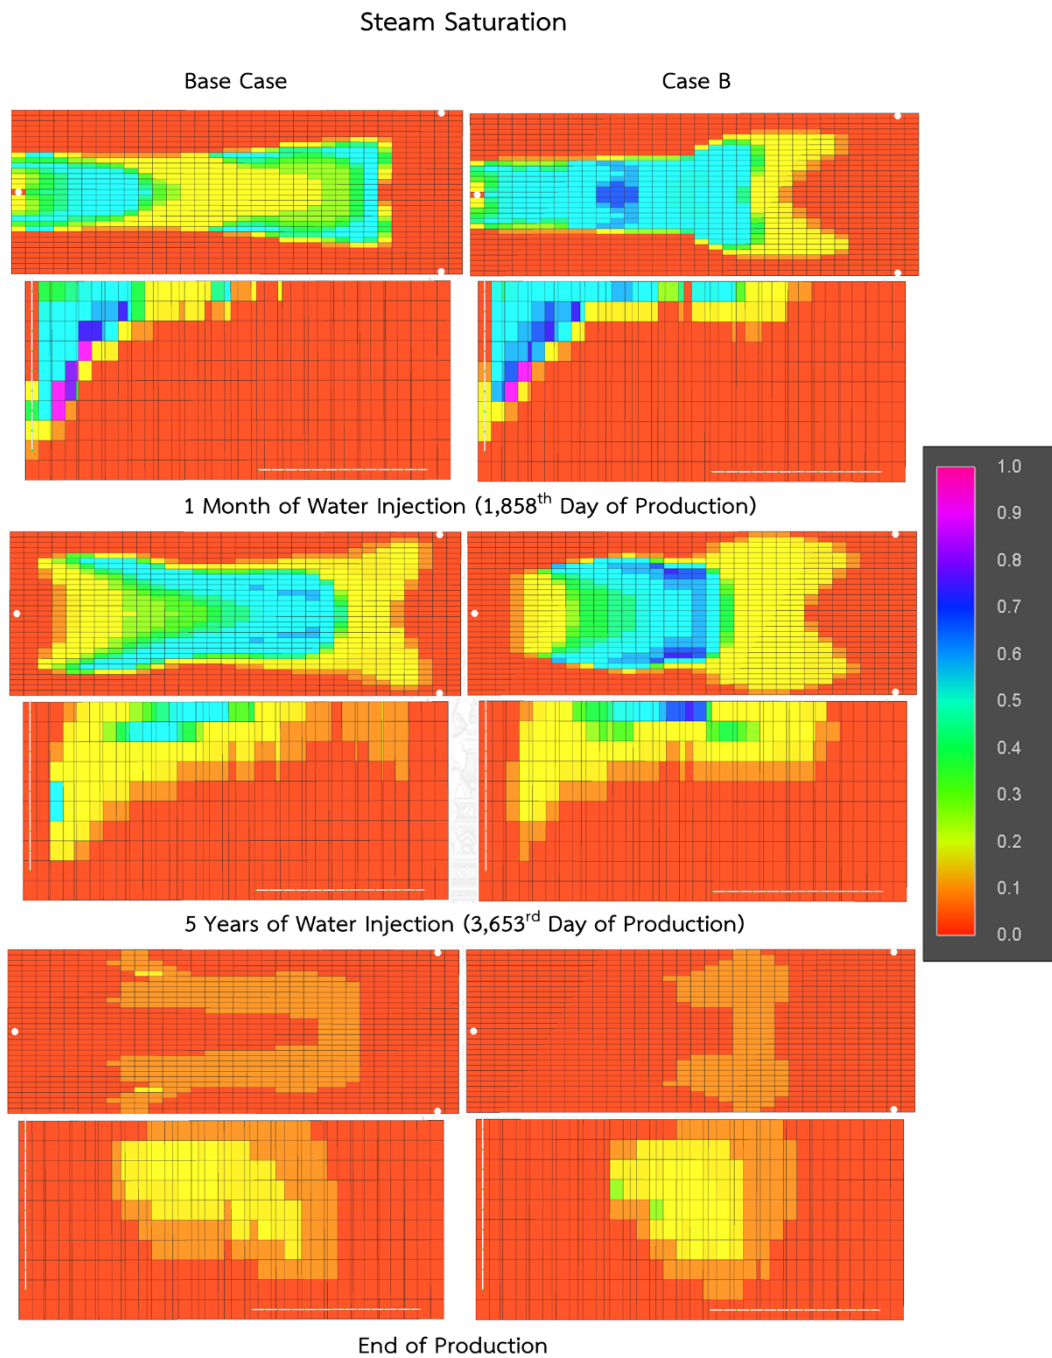 Steam Saturation
Base Case
Case B
1 Month of Water Injection (1,858th Day of Production)
1.0
0.9
0.8
0.7
0.6
0.5
0.4
0.3
0.2
0.1
0.0
5 Years of Water Injection (3,653rd Day of Production)
End of Production